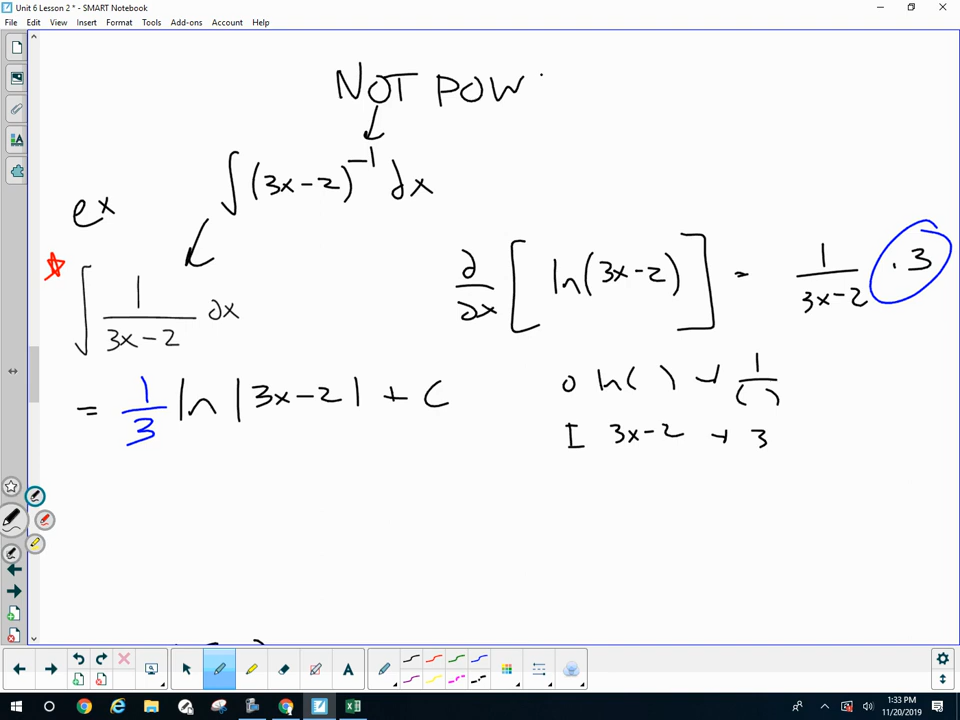 Unit 6 Lesson 2 * - SMART Notebook
File Edit View Insert Format Tools Add-ons Account Help
NOT POW
∫(3x-2)^-1 dx
ex
∫ 1/(3x-2) dx
d/dx [ln(3x-2)] = 1/(3x-2) · 3
= 1/3 ln|3x-2| + C
O ln( ) → 1/( )
I 3x-2 → 3
A
1:33 PM
11/20/2019